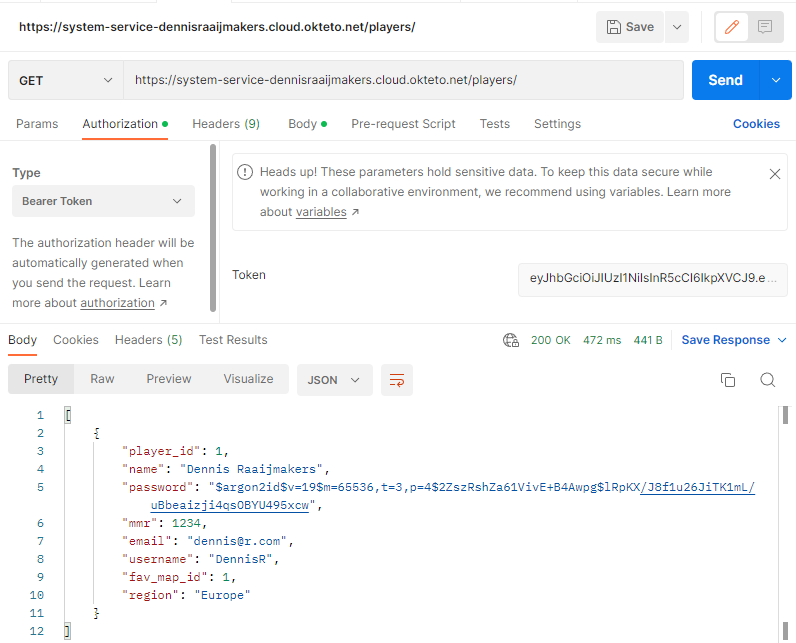 https://system-service-dennisraaijmakers.cloud.okteto.net/players/
Save
GET
https://system-service-dennisraaijmakers.cloud.okteto.net/players/
Send
Params
Authorization
Headers (9)
Body
Pre-request Script
Tests
Settings
Cookies
Type
Bearer Token
The authorization header will be
automatically generated when
you send the request. Learn
more about authorization ↗
Heads up! These parameters hold sensitive data. To keep this data secure while
working in a collaborative environment, we recommend using variables. Learn more
about variables ↗
Token
eyJhbGciOiJIUzI1NiIsInR5cCI6IkpXVCJ9.e...
Body
Cookies
Headers (5)
Test Results
200 OK
472 ms
441 B
Save Response
Pretty
Raw
Preview
Visualize
JSON
1 [
2 {
3 "player_id": 1,
4 "name": "Dennis Raaijmakers",
5 "password": "$argon2id$v=19$m=65536,t=3,p=4$2ZszRshZa61VivE+B4Awpg$lRpKX/J8f1u26JiTK1mL/
uBbeaizji4qsOBYU495xcw",
6 "mmr": 1234,
7 "email": "dennis@r.com",
8 "username": "DennisR",
9 "fav_map_id": 1,
10 "region": "Europe"
11 }
12 ]